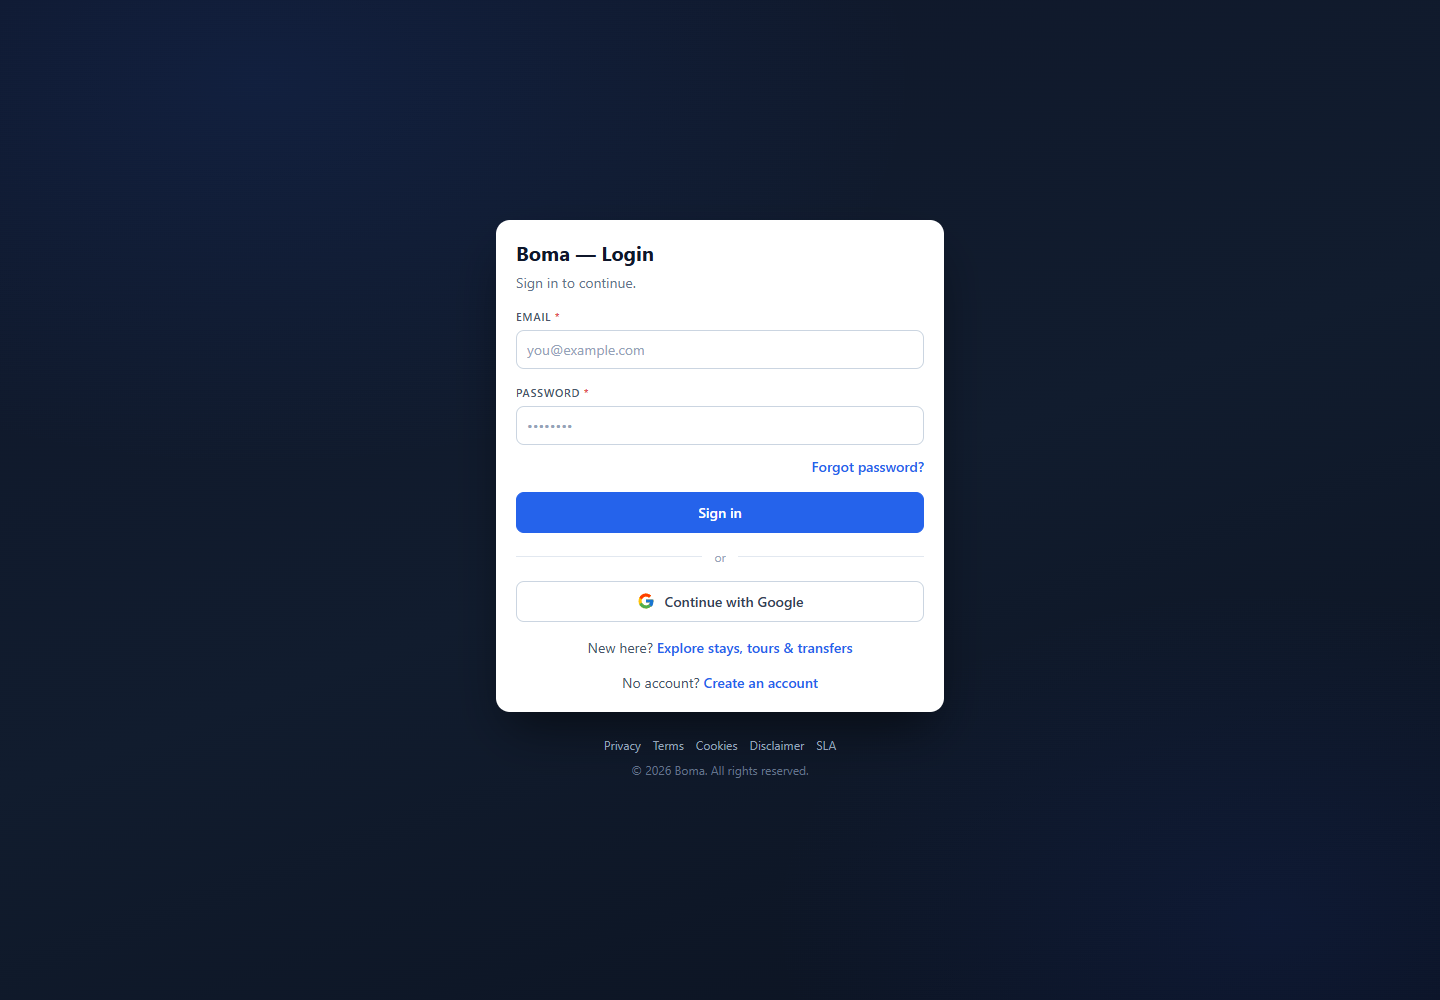 Boma — Login
Sign in to continue.
EMAIL *
you@example.com
PASSWORD *
••••••••
Forgot password?
Sign in
or
Continue with Google
New here? Explore stays, tours & transfers
No account? Create an account
Privacy Terms Cookies Disclaimer SLA
© 2026 Boma. All rights reserved.